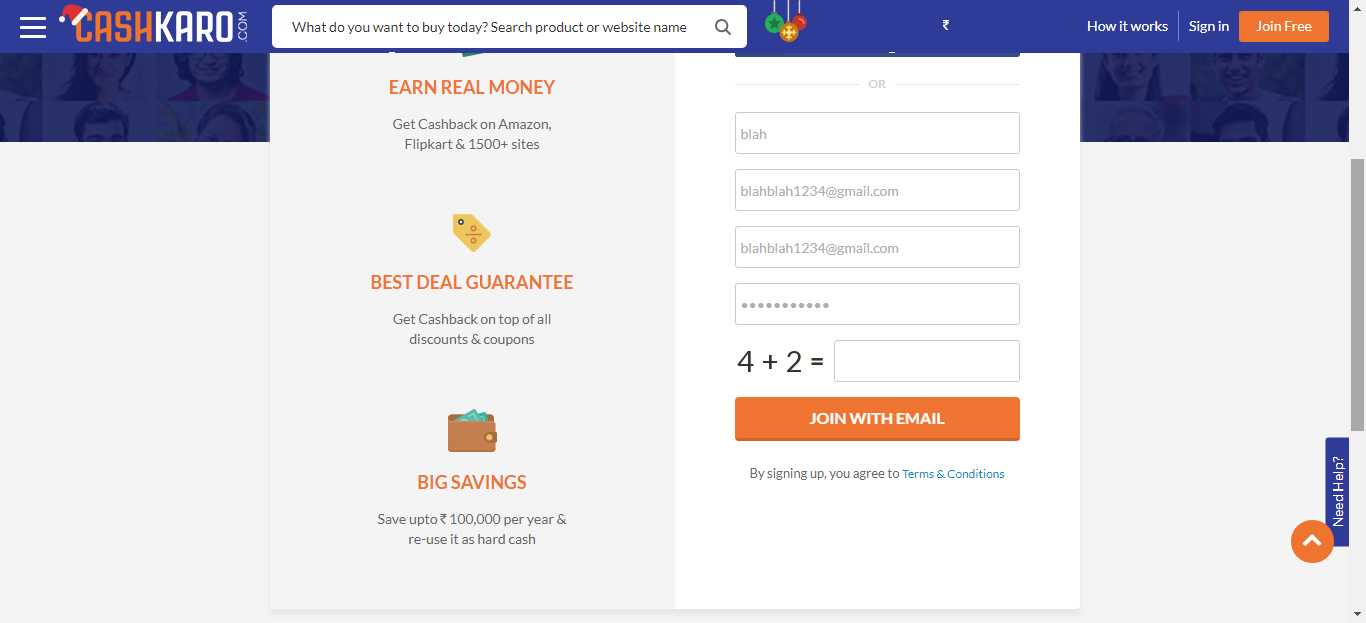 CASHKARO.COM
What do you want to buy today? Search product or website name
₹
How it works
Sign in
Join Free
EARN REAL MONEY
Get Cashback on Amazon,
Flipkart & 1500+ sites
BEST DEAL GUARANTEE
Get Cashback on top of all
discounts & coupons
BIG SAVINGS
Save upto ₹ 100,000 per year &
re-use it as hard cash
OR
blah
blahblah1234@gmail.com
blahblah1234@gmail.com
4 + 2 =
JOIN WITH EMAIL
By signing up, you agree to Terms & Conditions
Need Help?